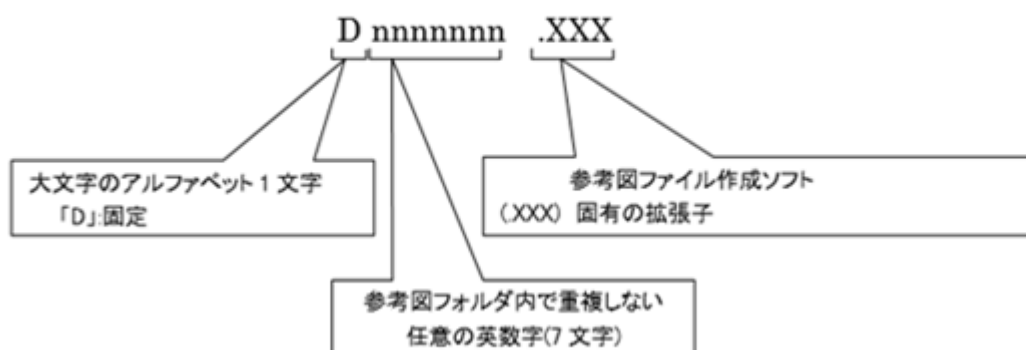 D nnnnnnn .XXX
大文字のアルファベット 1 文字
「D」:固定
参考図ファイル作成ソフト
(.XXX) 固有の拡張子
参考図フォルダ内で重複しない
任意の英数字(7 文字)